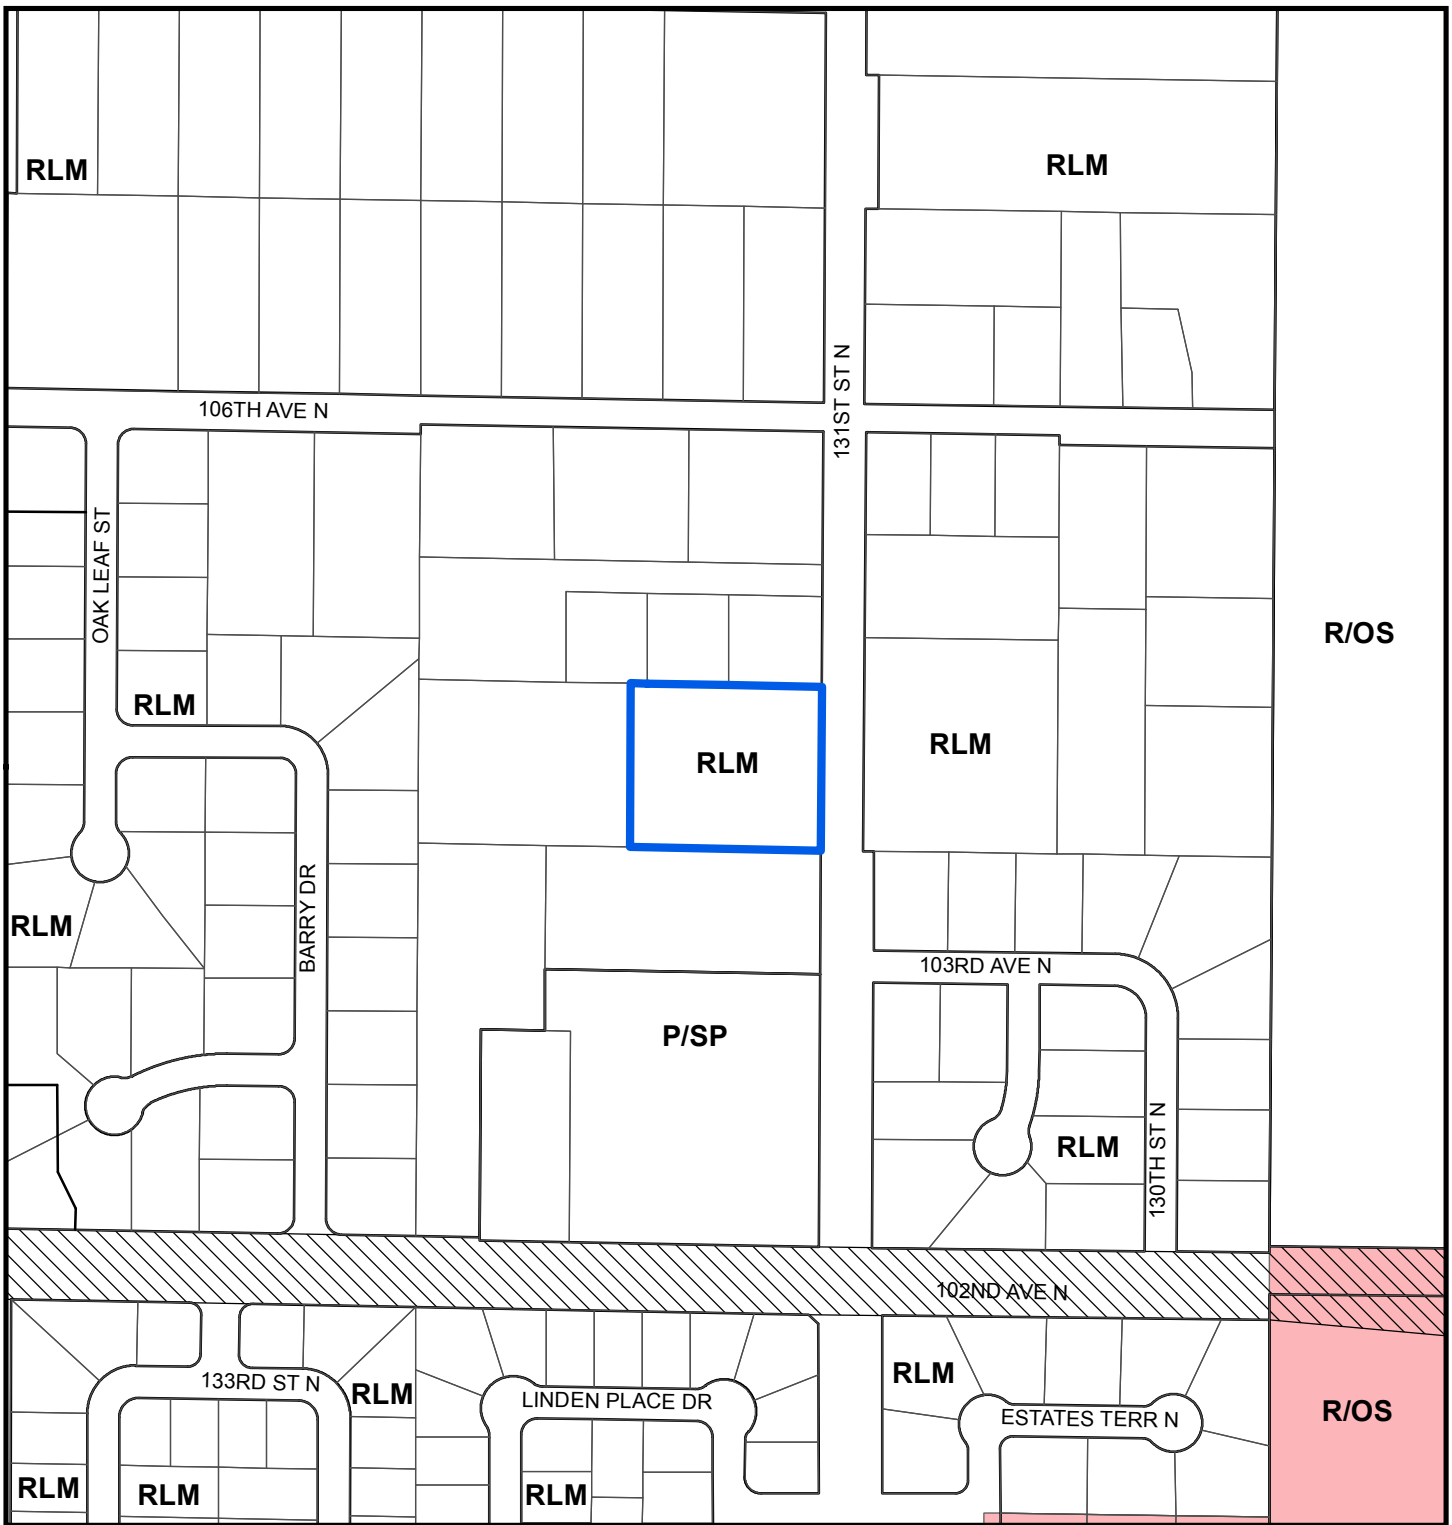 RLM
RLM
131ST ST N
106TH AVE N
OAK LEAF ST
R/OS
RLM
RLM
RLM
BARRY DR
RLM
103RD AVE N
P/SP
130TH ST N
RLM
102ND AVE N
133RD ST N
RLM
LINDEN PLACE DR
RLM
ESTATES TERR N
R/OS
RLM
RLM
RLM